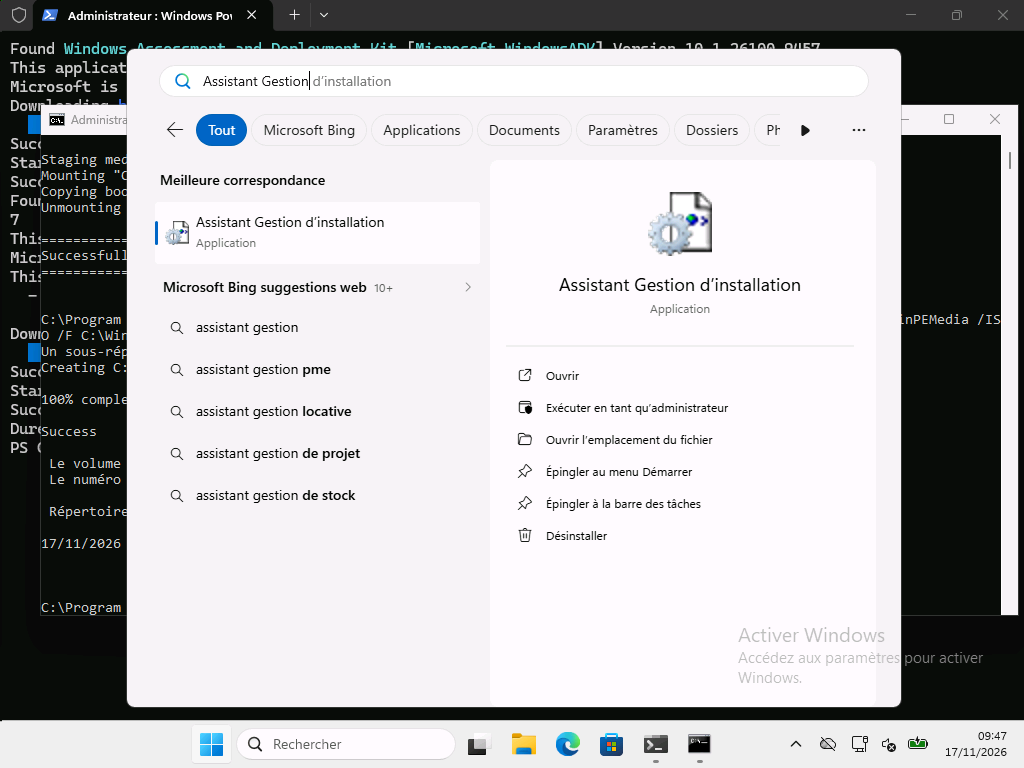 Administrateur : Windows Pow
Found Windows Assessment and Deployment Kit [Microsoft.WindowsADK] Version 10.1.26100.9457
This applicat
Microsoft is
Downloading
Administra
Succ
Star
Succ
Foun
7
This
Micr
This
–
Down
Succ
Star
Succ
Dure
PS C
Staging med
Mounting "C
Copying boo
Unmounting
============
Successfull
============
C:\Program
inPEMedia /IS
O /F C:\Win
Un sous-rép
Creating C:
100% comple
Success
Le volume
Le numéro
Répertoire
17/11/2026
C:\Program
Assistant Gestion d’installation
Tout
Microsoft Bing
Applications
Documents
Paramètres
Dossiers
Ph
Meilleure correspondance
Assistant Gestion d’installation
Application
Microsoft Bing suggestions web 10+
assistant gestion
assistant gestion pme
assistant gestion locative
assistant gestion de projet
assistant gestion de stock
Assistant Gestion d’installation
Application
Ouvrir
Exécuter en tant qu’administrateur
Ouvrir l’emplacement du fichier
Épingler au menu Démarrer
Épingler à la barre des tâches
Désinstaller
Activer Windows
Accédez aux paramètres pour activer
Windows.
Rechercher
09:47
17/11/2026